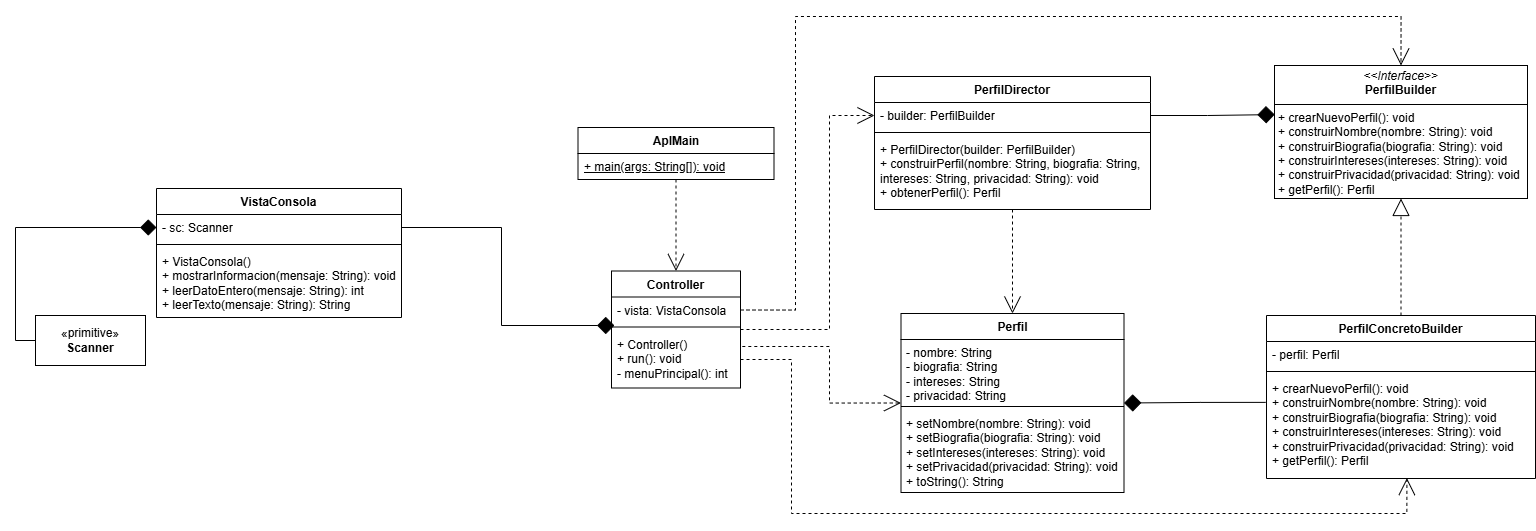 <<Interface>>
PerfilBuilder
+ crearNuevoPerfil(): void
+ construirNombre(nombre: String): void
+ construirBiografia(biografia: String): void
+ construirIntereses(intereses: String): void
+ construirPrivacidad(privacidad: String): void
+ getPerfil(): Perfil
PerfilDirector
- builder: PerfilBuilder
+ PerfilDirector(builder: PerfilBuilder)
+ construirPerfil(nombre: String, biografia: String,
intereses: String, privacidad: String): void
+ obtenerPerfil(): Perfil
AplMain
+ main(args: String[]): void
VistaConsola
- sc: Scanner
+ VistaConsola()
+ mostrarInformacion(mensaje: String): void
+ leerDatoEntero(mensaje: String): int
+ leerTexto(mensaje: String): String
«primitive»
Scanner
Controller
- vista: VistaConsola
+ Controller()
+ run(): void
- menuPrincipal(): int
Perfil
- nombre: String
- biografia: String
- intereses: String
- privacidad: String
+ setNombre(nombre: String): void
+ setBiografia(biografia: String): void
+ setIntereses(intereses: String): void
+ setPrivacidad(privacidad: String): void
+ toString(): String
PerfilConcretoBuilder
- perfil: Perfil
+ crearNuevoPerfil(): void
+ construirNombre(nombre: String): void
+ construirBiografia(biografia: String): void
+ construirIntereses(intereses: String): void
+ construirPrivacidad(privacidad: String): void
+ getPerfil(): Perfil